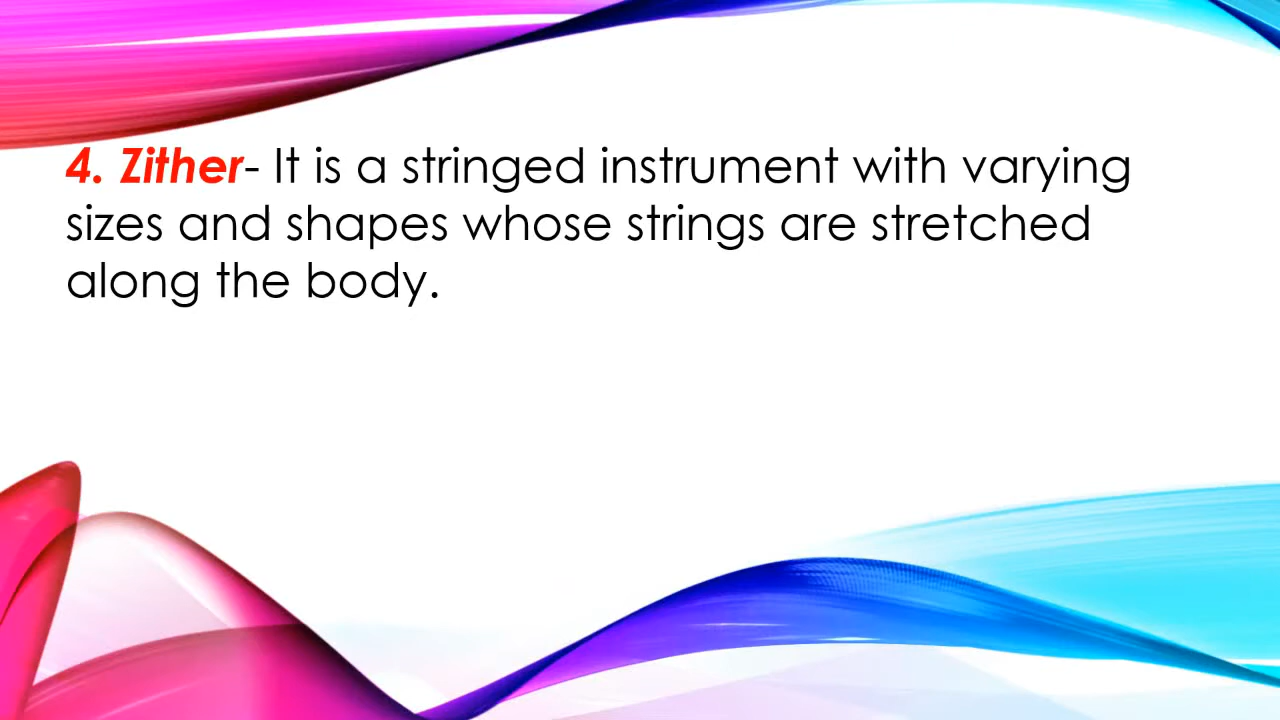 4. Zither- It is a stringed instrument with varying
sizes and shapes whose strings are stretched
along the body.